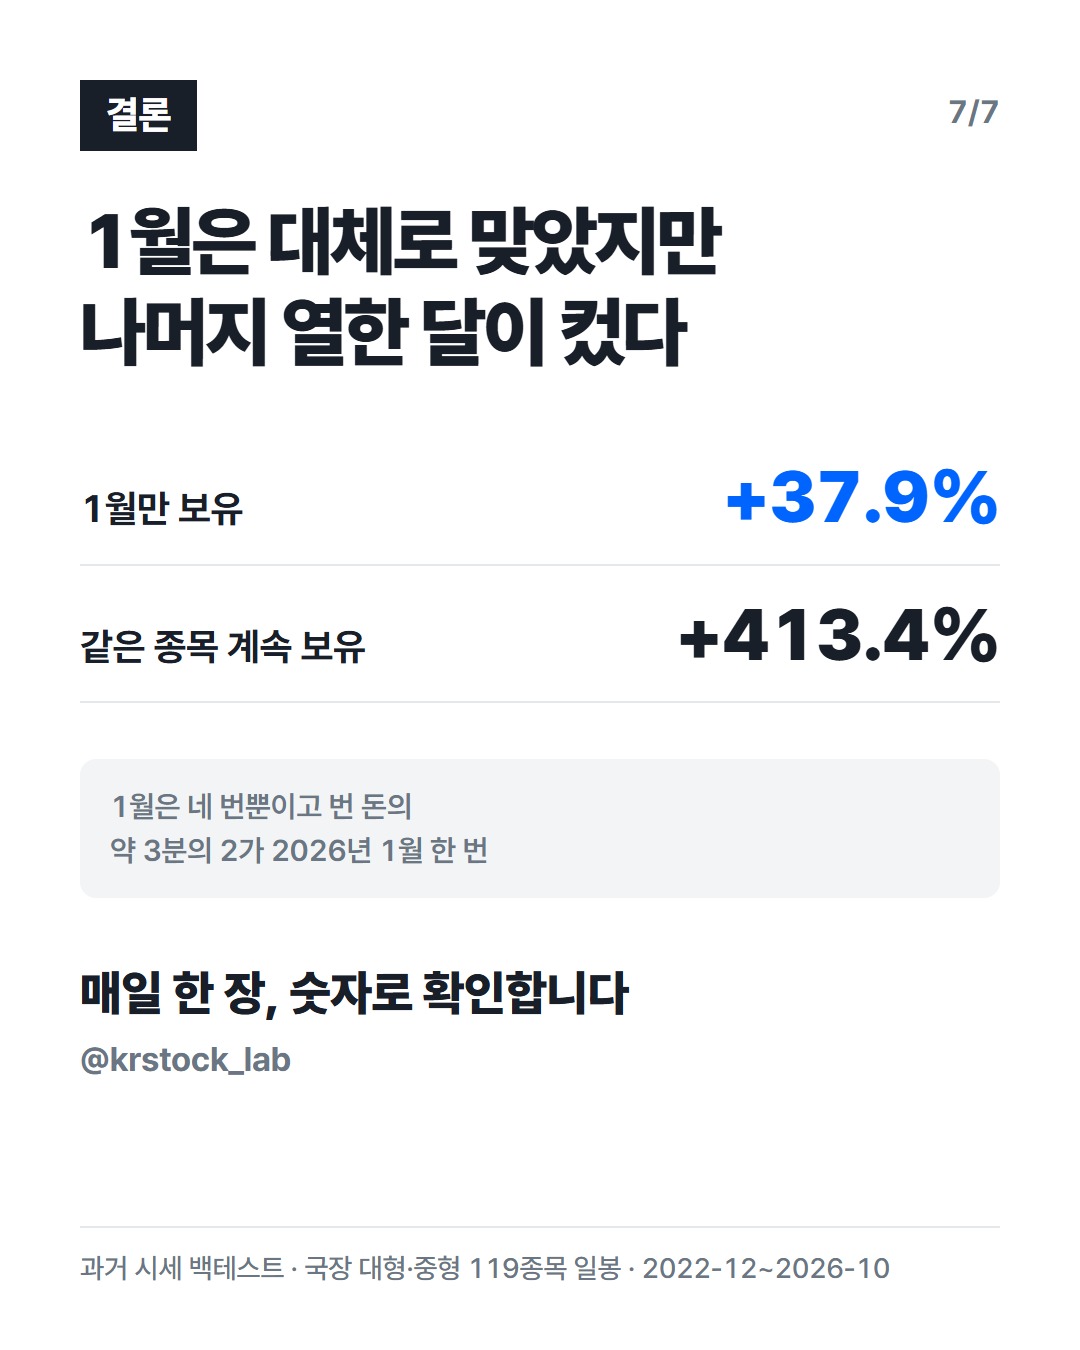 결론
7/7
1월은 대체로 맞았지만
나머지 열한 달이 컸다
1월만 보유
+37.9%
같은 종목 계속 보유
+413.4%
1월은 네 번뿐이고 번 돈의
약 3분의 2가 2026년 1월 한 번
매일 한 장, 숫자로 확인합니다
@krstock_lab
과거 시세 백테스트 · 국장 대형·중형 119종목 일봉 · 2022-12~2026-10